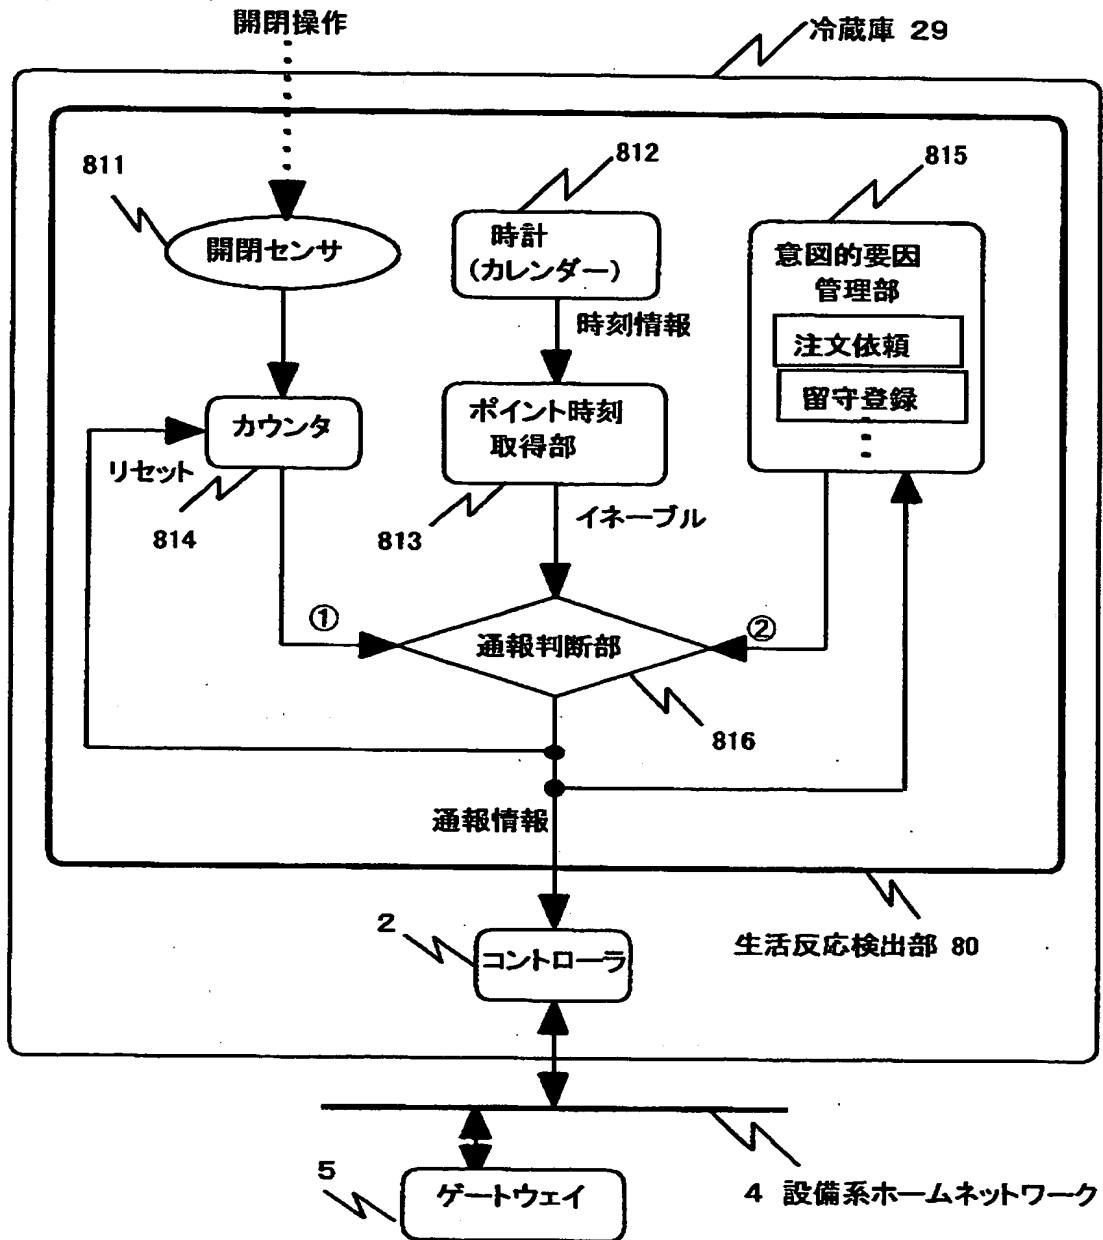 開閉操作
冷蔵庫 29
811
812
815
開閉センサ
時計
(カレンダー)
意図的要因
管理部
注文依頼
留守登録
時刻情報
カウンタ
ポイント時刻
取得部
リセット
814
813
イネーブル
①
②
通報判断部
816
通報情報
2
コントローラ
生活反応検出部 80
5
ゲートウェイ
4 設備系ホームネットワーク